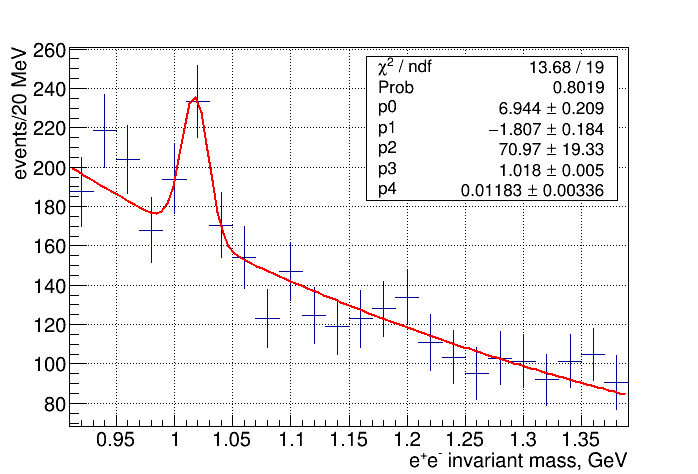 events/20 MeV
260
240
220
200
180
160
140
120
100
80
χ² / ndf 13.68 / 19
Prob 0.8019
p0 6.944 ± 0.209
p1 −1.807 ± 0.184
p2 70.97 ± 19.33
p3 1.018 ± 0.005
p4 0.01183 ± 0.00336
0.95 1 1.05 1.1 1.15 1.2 1.25 1.3 1.35
e⁺e⁻ invariant mass, GeV